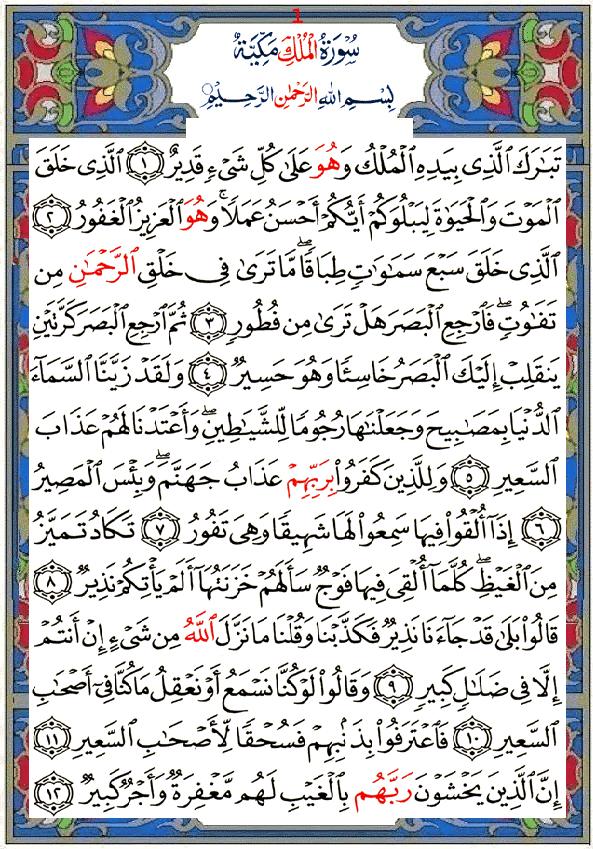 1
سُورَةُ الْمُلْكِ مَكِيَّة
بِسْمِ اللهِ الرَّحْمٰنِ الرَّحِيْمِ
تَبَٰرَكَ ٱلَّذِى بِيَدِهِ ٱلْمُلْكُ وَهُوَ عَلَىٰ كُلِّ شَىْءٍ قَدِيرٌ ١ ٱلَّذِى خَلَقَ
ٱلْمَوْتَ وَٱلْحَيَوٰةَ لِيَبْلُوَكُمْ أَيُّكُمْ أَحْسَنُ عَمَلًا ۚ وَهُوَ ٱلْعَزِيزُ ٱلْغَفُورُ ٢
ٱلَّذِى خَلَقَ سَبْعَ سَمَٰوَٰتٍ طِبَاقًا ۖ مَّا تَرَىٰ فِى خَلْقِ ٱلرَّحْمَٰنِ مِن
تَفَٰوُتٍ ۖ فَٱرْجِعِ ٱلْبَصَرَ هَلْ تَرَىٰ مِن فُطُورٍ ٣ ثُمَّ ٱرْجِعِ ٱلْبَصَرَ كَرَّتَيْنِ
يَنقَلِبْ إِلَيْكَ ٱلْبَصَرُ خَاسِئًا وَهُوَ حَسِيرٌ ٤ وَلَقَدْ زَيَّنَّا ٱلسَّمَآءَ
ٱلدُّنْيَا بِمَصَٰبِيحَ وَجَعَلْنَٰهَا رُجُومًا لِّلشَّيَٰطِينِ ۖ وَأَعْتَدْنَا لَهُمْ عَذَابَ
ٱلسَّعِيرِ ٥ وَلِلَّذِينَ كَفَرُوا۟ بِرَبِّهِمْ عَذَابُ جَهَنَّمَ ۖ وَبِئْسَ ٱلْمَصِيرُ
٦ إِذَآ أُلْقُوا۟ فِيهَا سَمِعُوا۟ لَهَا شَهِيقًا وَهِىَ تَفُورُ ٧ تَكَادُ تَمَيَّزُ
مِنَ ٱلْغَيْظِ ۖ كُلَّمَآ أُلْقِىَ فِيهَا فَوْجٌ سَأَلَهُمْ خَزَنَتُهَآ أَلَمْ يَأْتِكُمْ نَذِيرٌ ٨
قَالُوا۟ بَلَىٰ قَدْ جَآءَنَا نَذِيرٌ فَكَذَّبْنَا وَقُلْنَا مَا نَزَّلَ ٱللَّهُ مِن شَىْءٍ إِنْ أَنتُمْ
إِلَّا فِى ضَلَٰلٍ كَبِيرٍ ٩ وَقَالُوا۟ لَوْ كُنَّا نَسْمَعُ أَوْ نَعْقِلُ مَا كُنَّا فِىٓ أَصْحَٰبِ
ٱلسَّعِيرِ ١٠ فَٱعْتَرَفُوا۟ بِذَنۢبِهِمْ فَسُحْقًا لِّأَصْحَٰبِ ٱلسَّعِيرِ ١١
إِنَّ ٱلَّذِينَ يَخْشَوْنَ رَبَّهُم بِٱلْغَيْبِ لَهُم مَّغْفِرَةٌ وَأَجْرٌ كَبِيرٌ ١٢